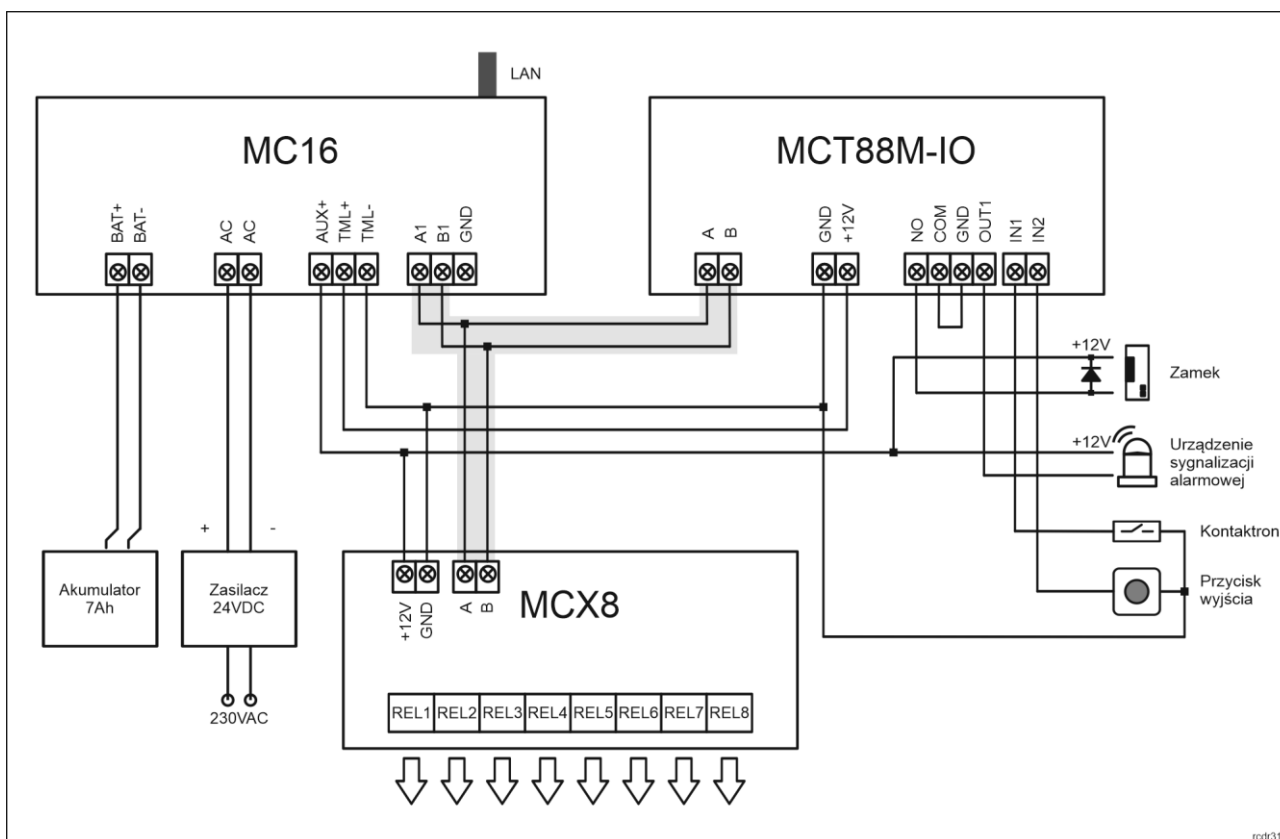 LAN
MC16
MCT88M-IO
BAT+
BAT-
AC
AC
AUX+
TML+
TML-
A1
B1
GND
A
B
GND
+12V
NO
COM
GND
OUT1
IN1
IN2
+12V
Zamek
+12V
Urządzenie
sygnalizacji
alarmowej
Kontaktron
Przycisk
wyjścia
+
-
Akumulator
7Ah
Zasilacz
24VDC
230VAC
+12V
GND
A
B
MCX8
REL1
REL2
REL3
REL4
REL5
REL6
REL7
REL8